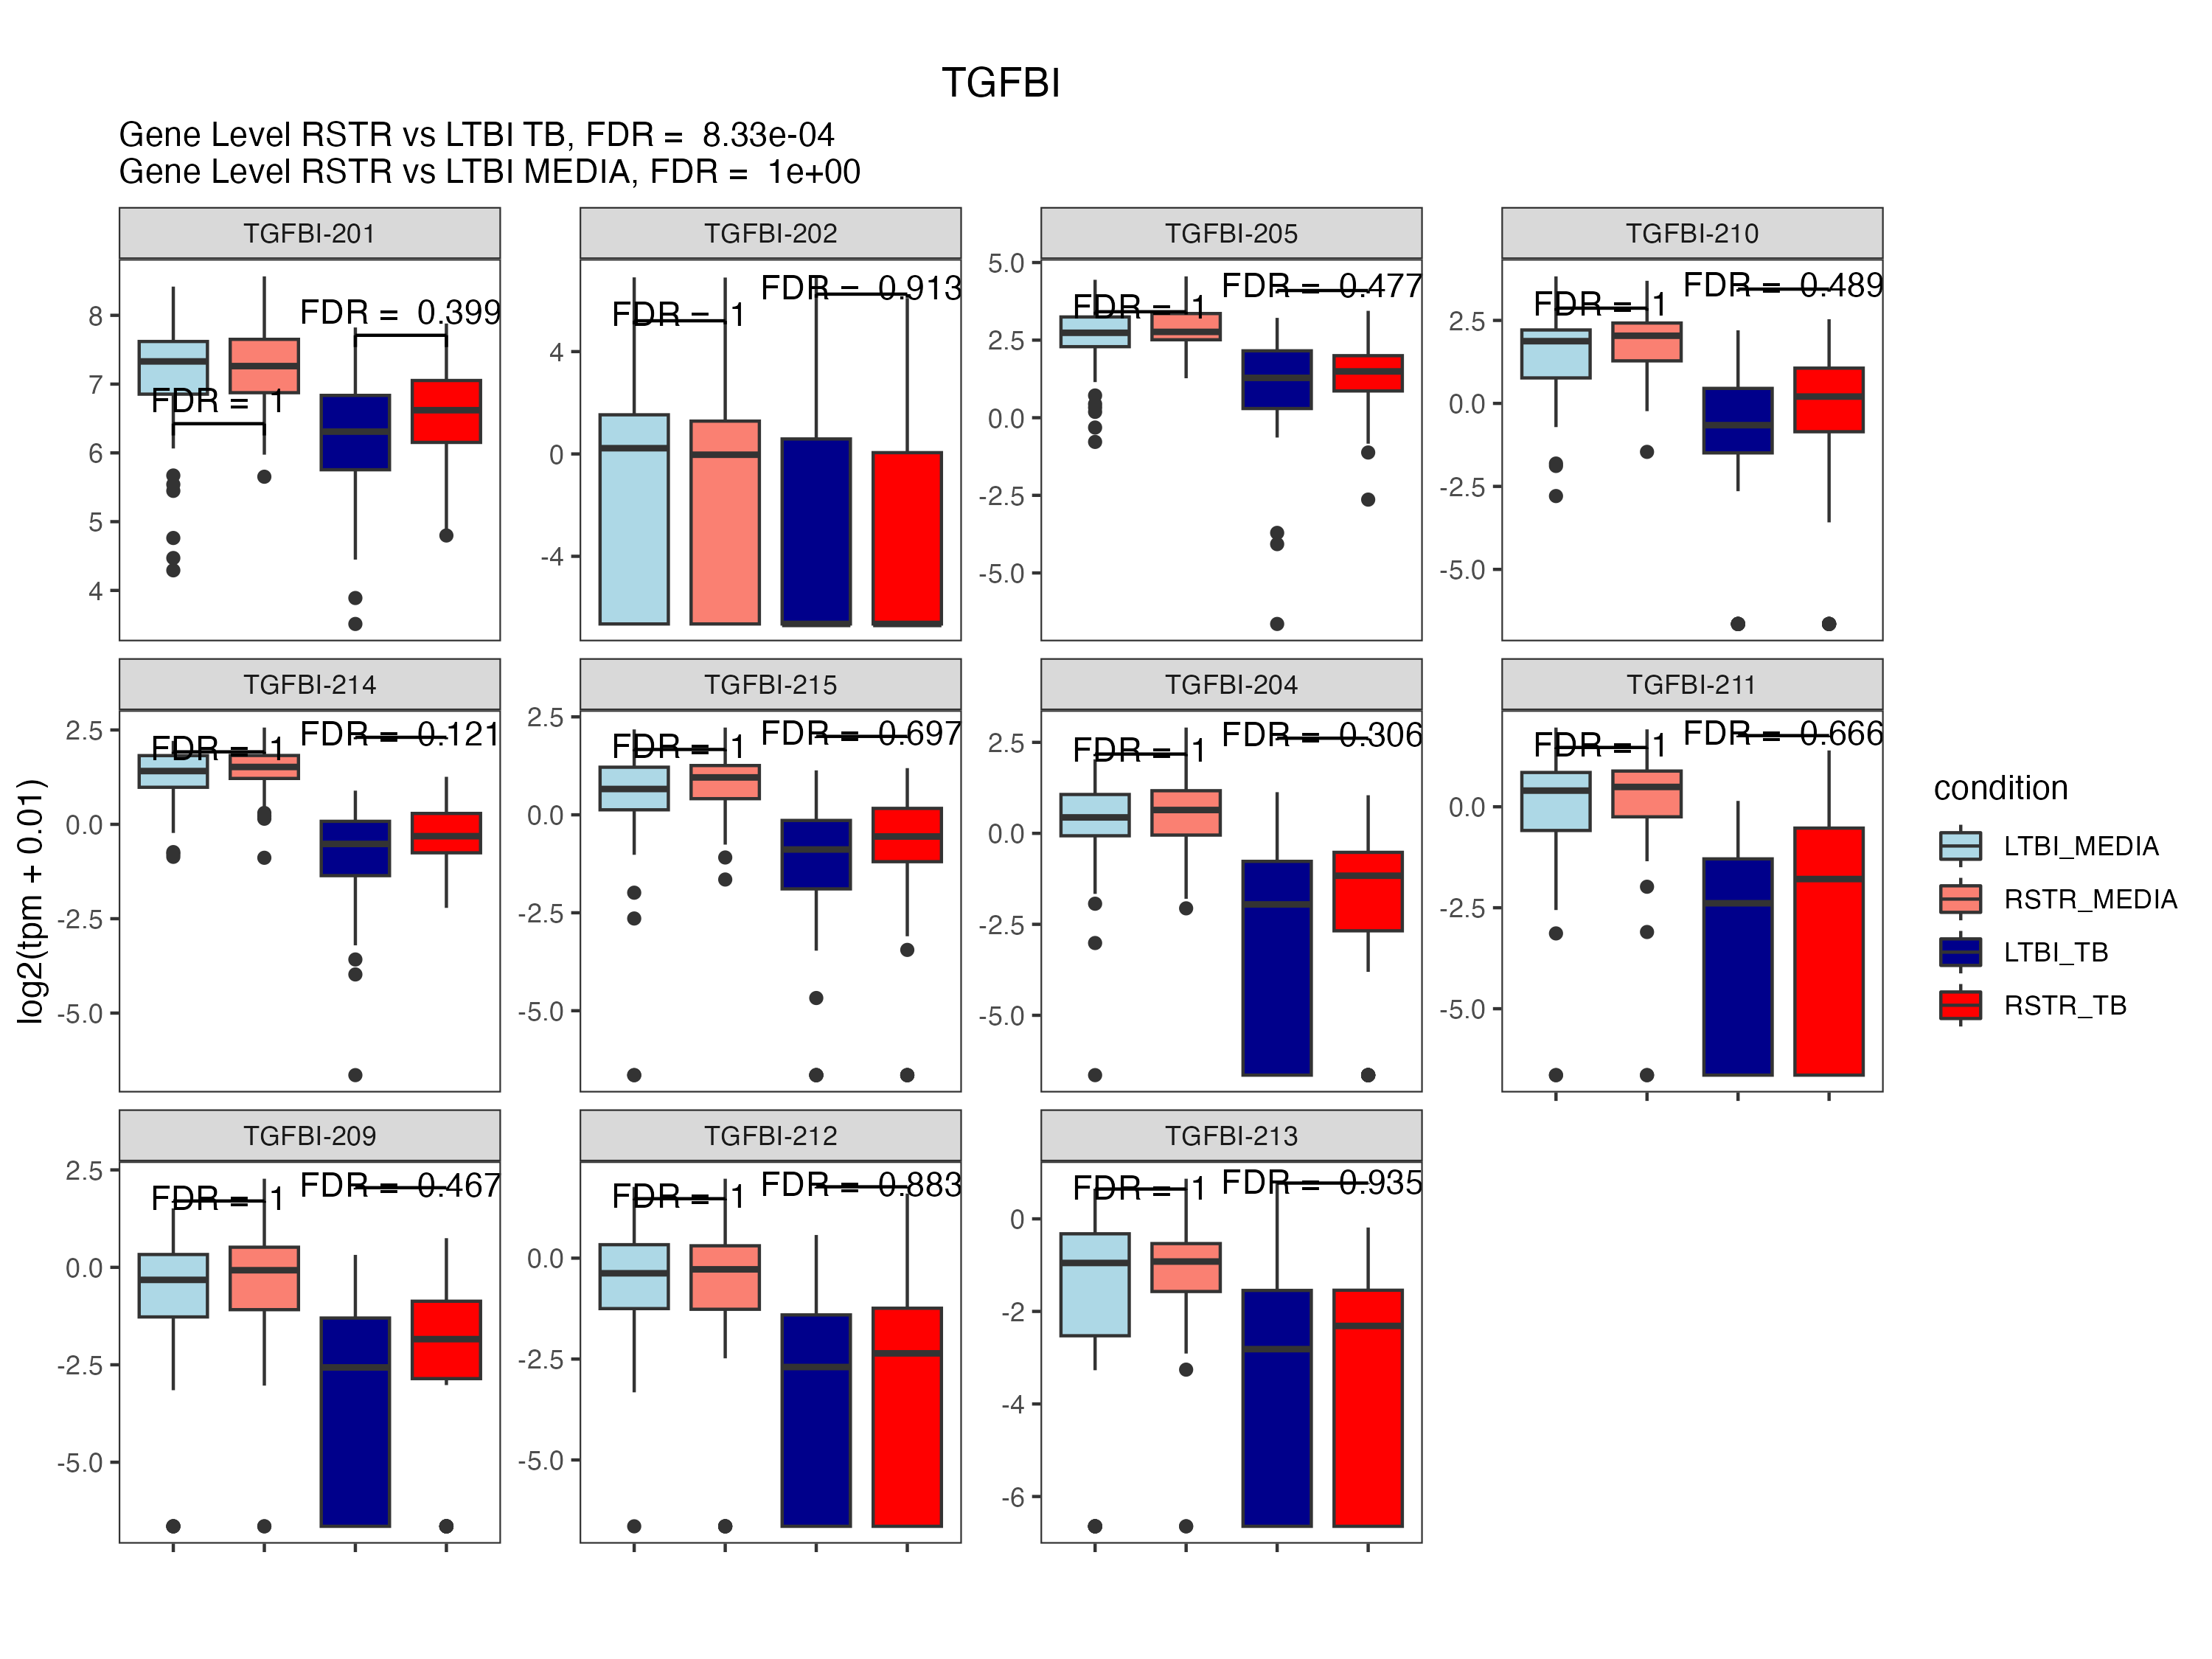 TGFBI
Gene Level RSTR vs LTBI TB, FDR =  8.33e-04
Gene Level RSTR vs LTBI MEDIA, FDR =  1e+00
TGFBI-201
TGFBI-202
TGFBI-205
TGFBI-210
FDR = 1
FDR = 0.399
8
7
6
5
4
FDR = 1
FDR = 0.913
4
0
-4
FDR = 1
FDR = 0.477
5.0
2.5
0.0
-2.5
-5.0
FDR = 1
FDR = 0.489
2.5
0.0
-2.5
-5.0
TGFBI-214
TGFBI-215
TGFBI-204
TGFBI-211
FDR = 1
FDR = 0.121
2.5
0.0
-2.5
-5.0
FDR = 1
FDR = 0.697
2.5
0.0
-2.5
-5.0
FDR = 1
FDR = 0.306
2.5
0.0
-2.5
-5.0
FDR = 1
FDR = 0.666
0.0
-2.5
-5.0
TGFBI-209
TGFBI-212
TGFBI-213
FDR = 1
FDR = 0.467
2.5
0.0
-2.5
-5.0
FDR = 1
FDR = 0.883
0.0
-2.5
-5.0
FDR = 1
FDR = 0.935
0
-2
-4
-6
log2(tpm + 0.01)
condition
LTBI_MEDIA
RSTR_MEDIA
LTBI_TB
RSTR_TB